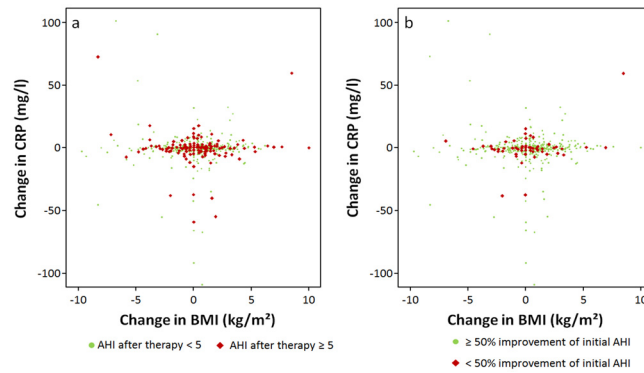 a
Change in CRP (mg/l)
100
50
0
-50
-100
-10
-5
0
5
10
Change in BMI (kg/m²)
AHI after therapy < 5
AHI after therapy ≥ 5
b
Change in CRP (mg/l)
100
50
0
-50
-100
-10
-5
0
5
10
Change in BMI (kg/m²)
≥ 50% improvement of initial AHI
< 50% improvement of initial AHI